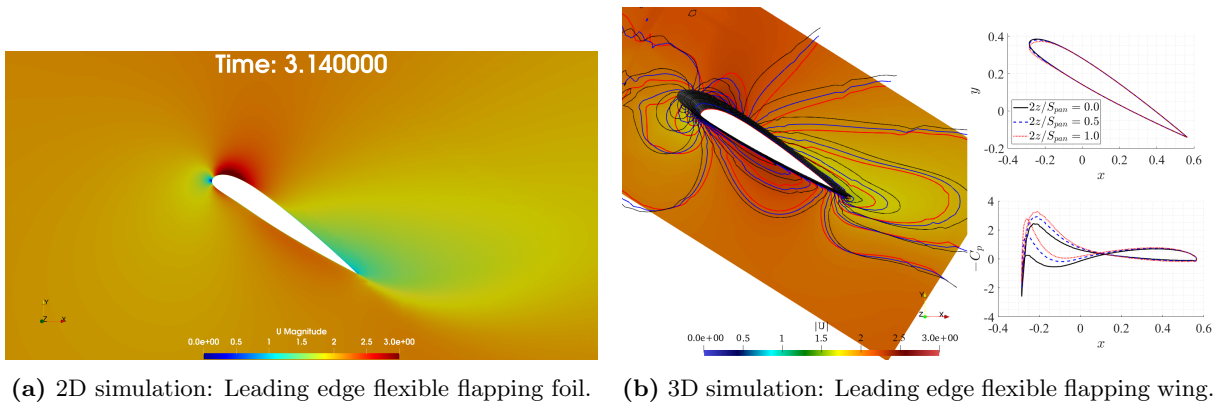 Time: 3.140000
Y
Z X
U Magnitude
0.0e+00 0.5 1 1.5 2 2.5 3.0e+00
(a) 2D simulation: Leading edge flexible flapping foil.
Y
Z X
|U|
0.0e+00 0.5 1 1.5 2 2.5 3.00e+00
0.4
0.2
y
0
-0.2
2z/S_pan = 0.0
2z/S_pan = 0.5
2z/S_pan = 1.0
-0.4 -0.2 0 0.2 0.4 0.6
x
4
2
-C_p
0
-2
-4
-0.4 -0.2 0 0.2 0.4 0.6
x
(b) 3D simulation: Leading edge flexible flapping wing.